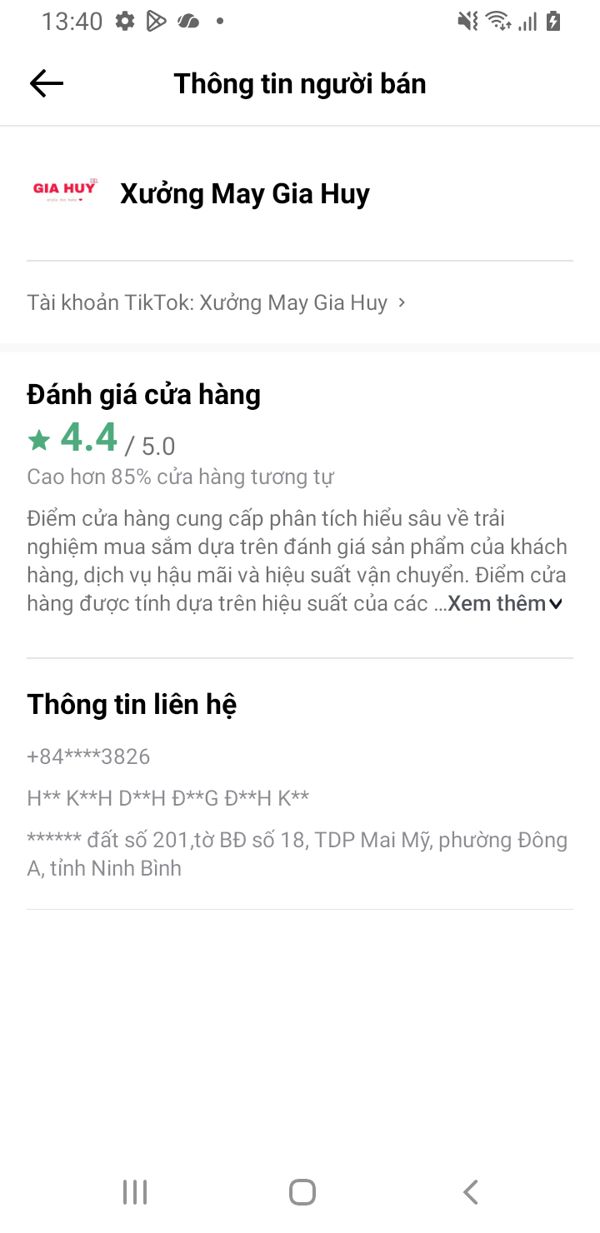 13:40
Thông tin người bán
GIA HUY
Xưởng May Gia Huy
Tài khoản TikTok: Xưởng May Gia Huy >
Đánh giá cửa hàng
4.4 / 5.0
Cao hơn 85% cửa hàng tương tự
Điểm cửa hàng cung cấp phân tích hiểu sâu về trải
nghiệm mua sắm dựa trên đánh giá sản phẩm của khách
hàng, dịch vụ hậu mãi và hiệu suất vận chuyển. Điểm cửa
hàng được tính dựa trên hiệu suất của các ...Xem thêm
Thông tin liên hệ
+84****3826
H** K**H D**H Đ**G Đ**H K**
****** đất số 201,tờ BĐ số 18, TDP Mai Mỹ, phường Đông
A, tỉnh Ninh Bình